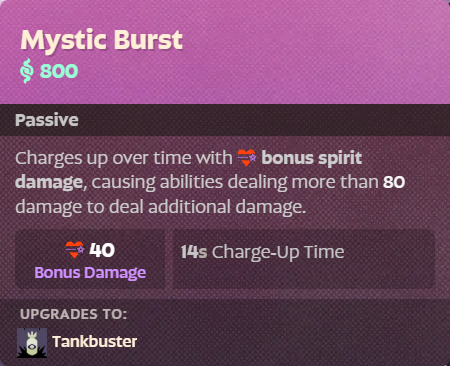 Mystic Burst
800
Passive
Charges up over time with bonus spirit
damage, causing abilities dealing more than 80
damage to deal additional damage.
40
Bonus Damage
14s Charge-Up Time
UPGRADES TO:
Tankbuster